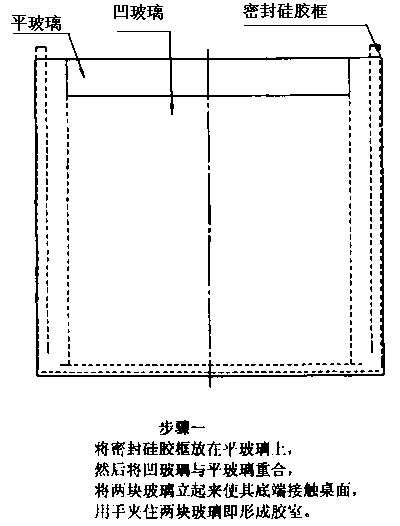 凹玻璃
密封硅胶框
平玻璃
步骤一
将密封硅胶框放在平玻璃上,
然后将凹玻璃与平玻璃重合,
将两块玻璃立起来使其底端接触桌面,
用手夹住两块玻璃即形成胶室。